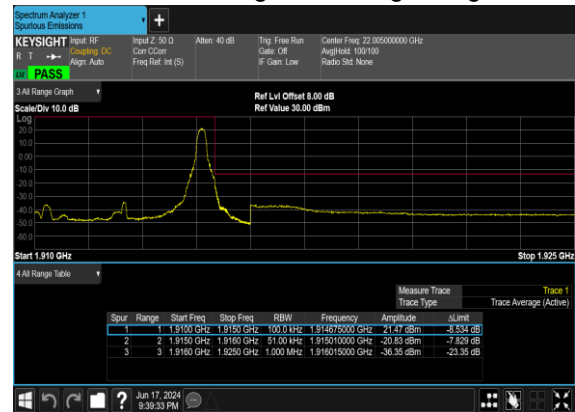 Spectrum Analyzer 1
Spurious Emissions
KEYSIGHT Input: RF Input Z: 50 Ω Atten: 40 dB Trig: Free Run Center Freq: 22.005000000 GHz
R T Coupling: DC Corr CCorr Gate: Off Avg|Hold: 100/100
Align: Auto Freq Ref: Int (S) IF Gain: Low Radio Std: None
PASS
3 All Range Graph
Ref Lvl Offset 8.00 dB
Scale/Div 10.0 dB Ref Value 30.00 dBm
Log
20.0
10.0
0.00
-10.0
-20.0
-30.0
-40.0
-50.0
-60.0
Start 1.910 GHz Stop 1.925 GHz
4 All Range Table
Measure Trace Trace 1
Trace Type Trace Average (Active)
Spur Range Start Freq Stop Freq RBW Frequency Amplitude ΔLimit
1 1 1.9100 GHz 1.9150 GHz 100.0 kHz 1.914675000 GHz 21.47 dBm -8.534 dB
2 2 1.9150 GHz 1.9160 GHz 51.00 kHz 1.915010000 GHz -20.83 dBm -7.829 dB
3 3 1.9160 GHz 1.9250 GHz 1.000 MHz 1.916015000 GHz -36.35 dBm -23.35 dB
? Jun 17, 2024
9:39:33 PM